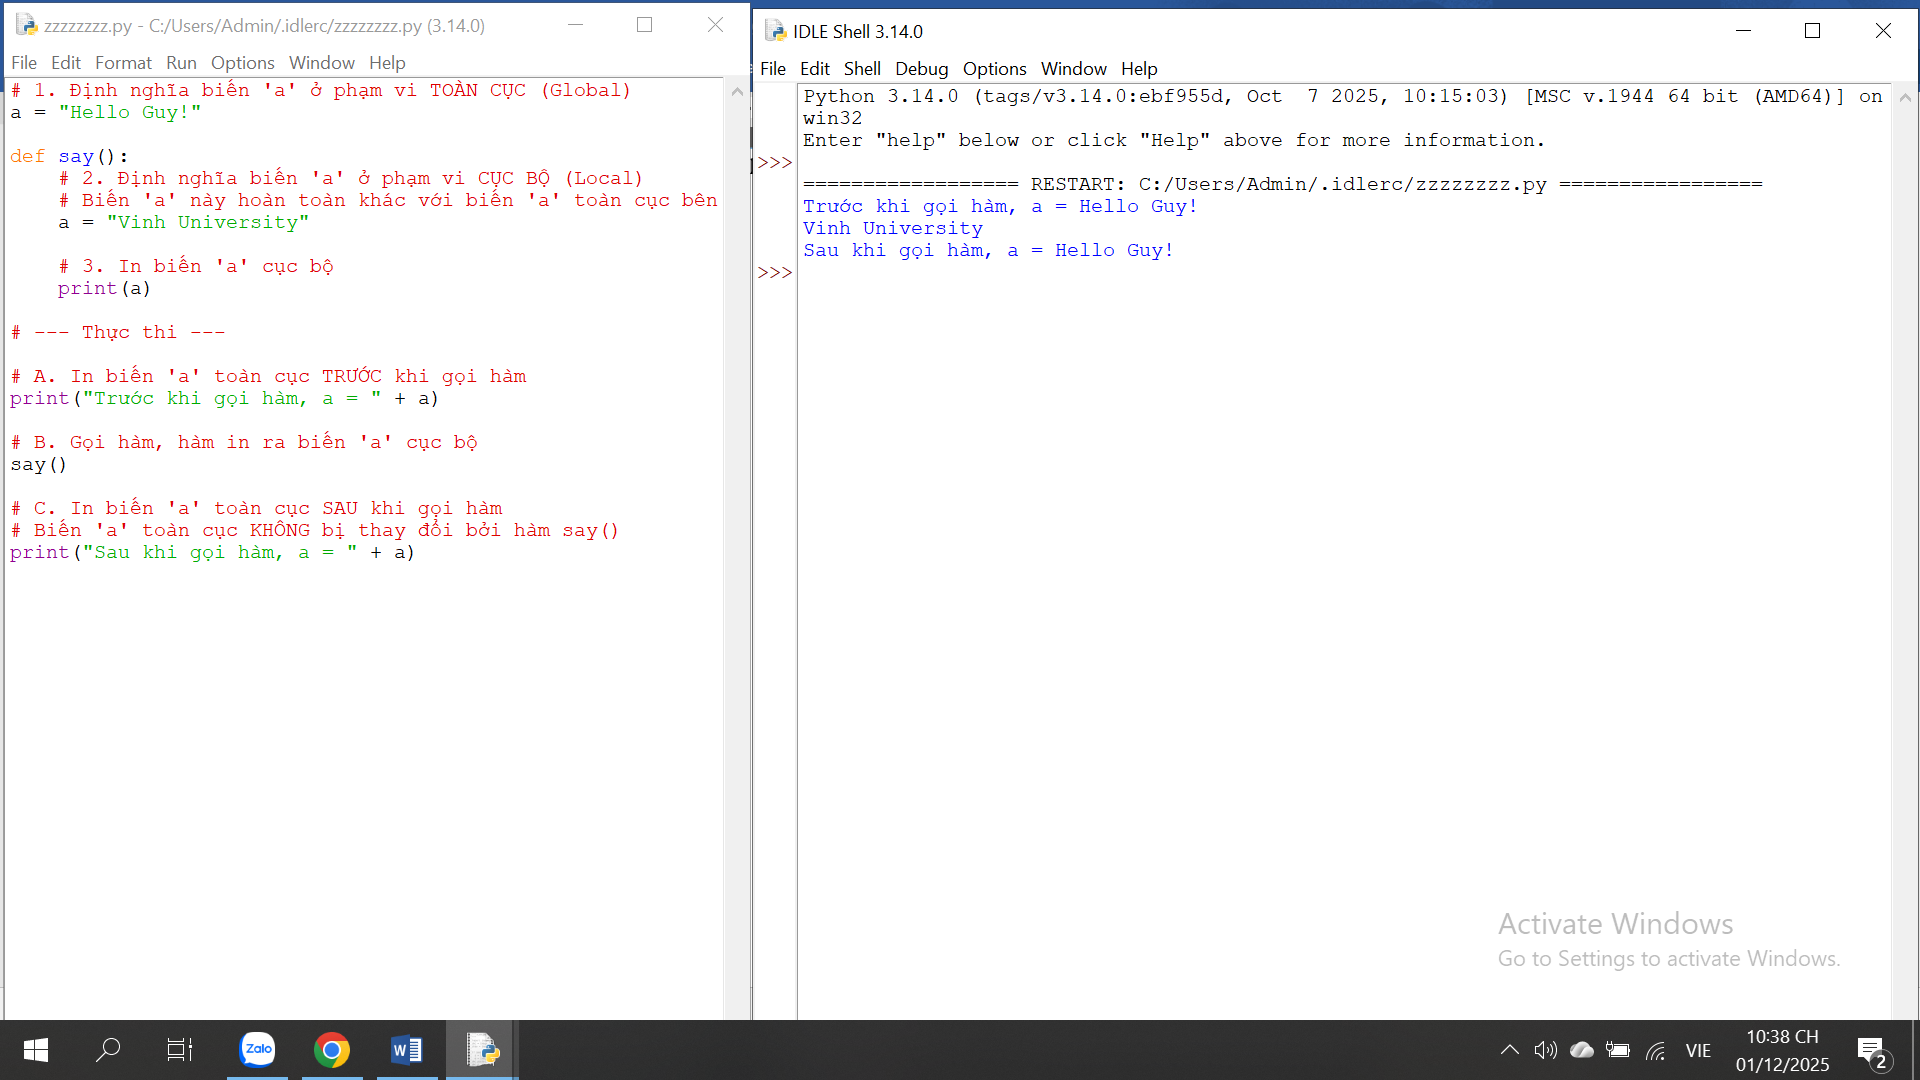 zzzzzzzz.py - C:/Users/Admin/.idlerc/zzzzzzzz.py (3.14.0)
File Edit Format Run Options Window Help
# 1. Định nghĩa biến 'a' ở phạm vi TOÀN CỤC (Global)
a = "Hello Guy!"
def say():
# 2. Định nghĩa biến 'a' ở phạm vi CỤC BỘ (Local)
# Biến 'a' này hoàn toàn khác với biến 'a' toàn cục bên
a = "Vinh University"
# 3. In biến 'a' cục bộ
print(a)
# --- Thực thi ---
# A. In biến 'a' toàn cục TRƯỚC khi gọi hàm
print("Trước khi gọi hàm, a = " + a)
# B. Gọi hàm, hàm in ra biến 'a' cục bộ
say()
# C. In biến 'a' toàn cục SAU khi gọi hàm
# Biến 'a' toàn cục KHÔNG bị thay đổi bởi hàm say()
print("Sau khi gọi hàm, a = " + a)
IDLE Shell 3.14.0
File Edit Shell Debug Options Window Help
Python 3.14.0 (tags/v3.14.0:ebf955d, Oct  7 2025, 10:15:03) [MSC v.1944 64 bit (AMD64)] on
win32
Enter "help" below or click "Help" above for more information.
>>>
================== RESTART: C:/Users/Admin/.idlerc/zzzzzzzz.py =================
Trước khi gọi hàm, a = Hello Guy!
Vinh University
Sau khi gọi hàm, a = Hello Guy!
>>>
Activate Windows
Go to Settings to activate Windows.
Zalo
W
VIE
10:38 CH
01/12/2025
2